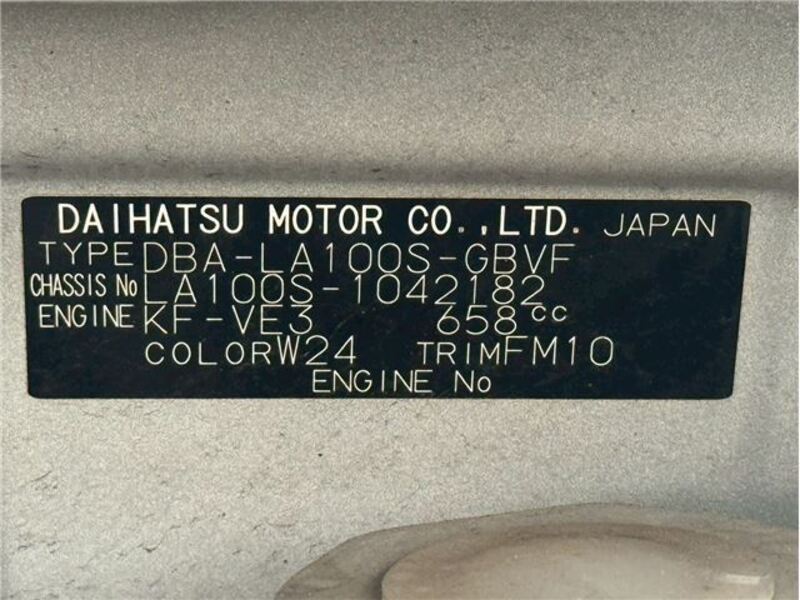 DAIHATSU MOTOR CO.,LTD. JAPAN
TYPE DBA-LA100S-GBVF
CHASSIS No LA100S-1042182
ENGINE KF-VE3 658cc
COLOR W24 TRIM FM10
ENGINE No